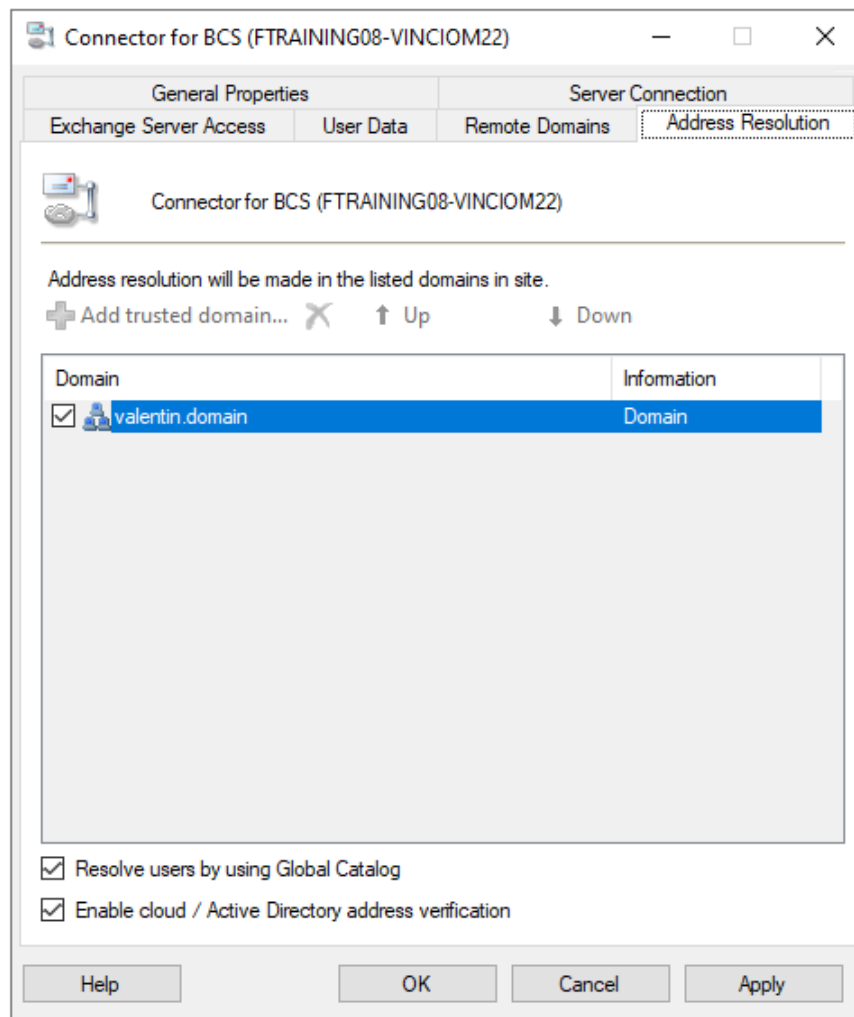 Connector for BCS (FTRAINING08-VINCIOM22)
General Properties Server Connection
Exchange Server Access User Data Remote Domains Address Resolution
Connector for BCS (FTRAINING08-VINCIOM22)
Address resolution will be made in the listed domains in site.
Add trusted domain... Up Down
Domain Information
valentin.domain Domain
Resolve users by using Global Catalog
Enable cloud / Active Directory address verification
Help OK Cancel Apply